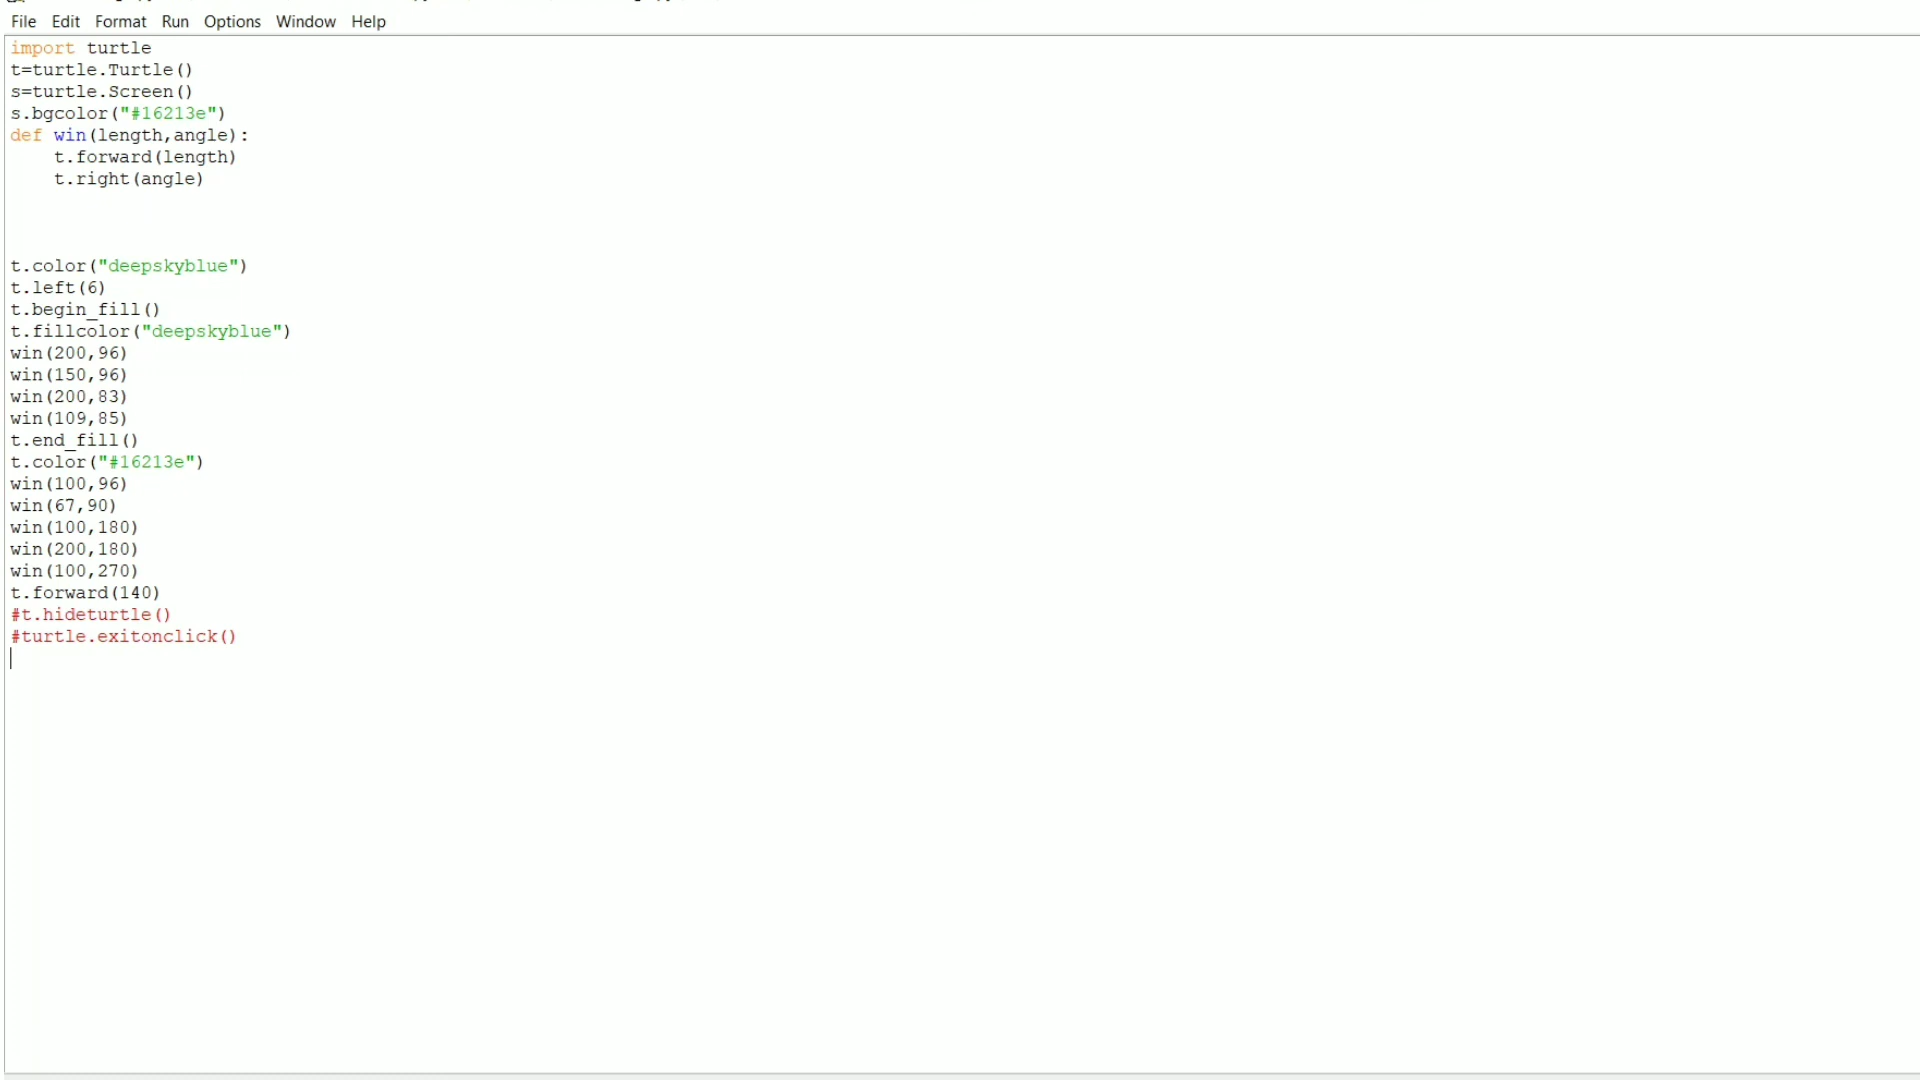 File Edit Format Run Options Window Help
import turtle
t=turtle.Turtle()
s=turtle.Screen()
s.bgcolor("#16213e")
def win(length,angle):
    t.forward(length)
    t.right(angle)
t.color("deepskyblue")
t.left(6)
t.begin_fill()
t.fillcolor("deepskyblue")
win(200,96)
win(150,96)
win(200,83)
win(109,85)
t.end_fill()
t.color("#16213e")
win(100,96)
win(67,90)
win(100,180)
win(200,180)
win(100,270)
t.forward(140)
#t.hideturtle()
#turtle.exitonclick()